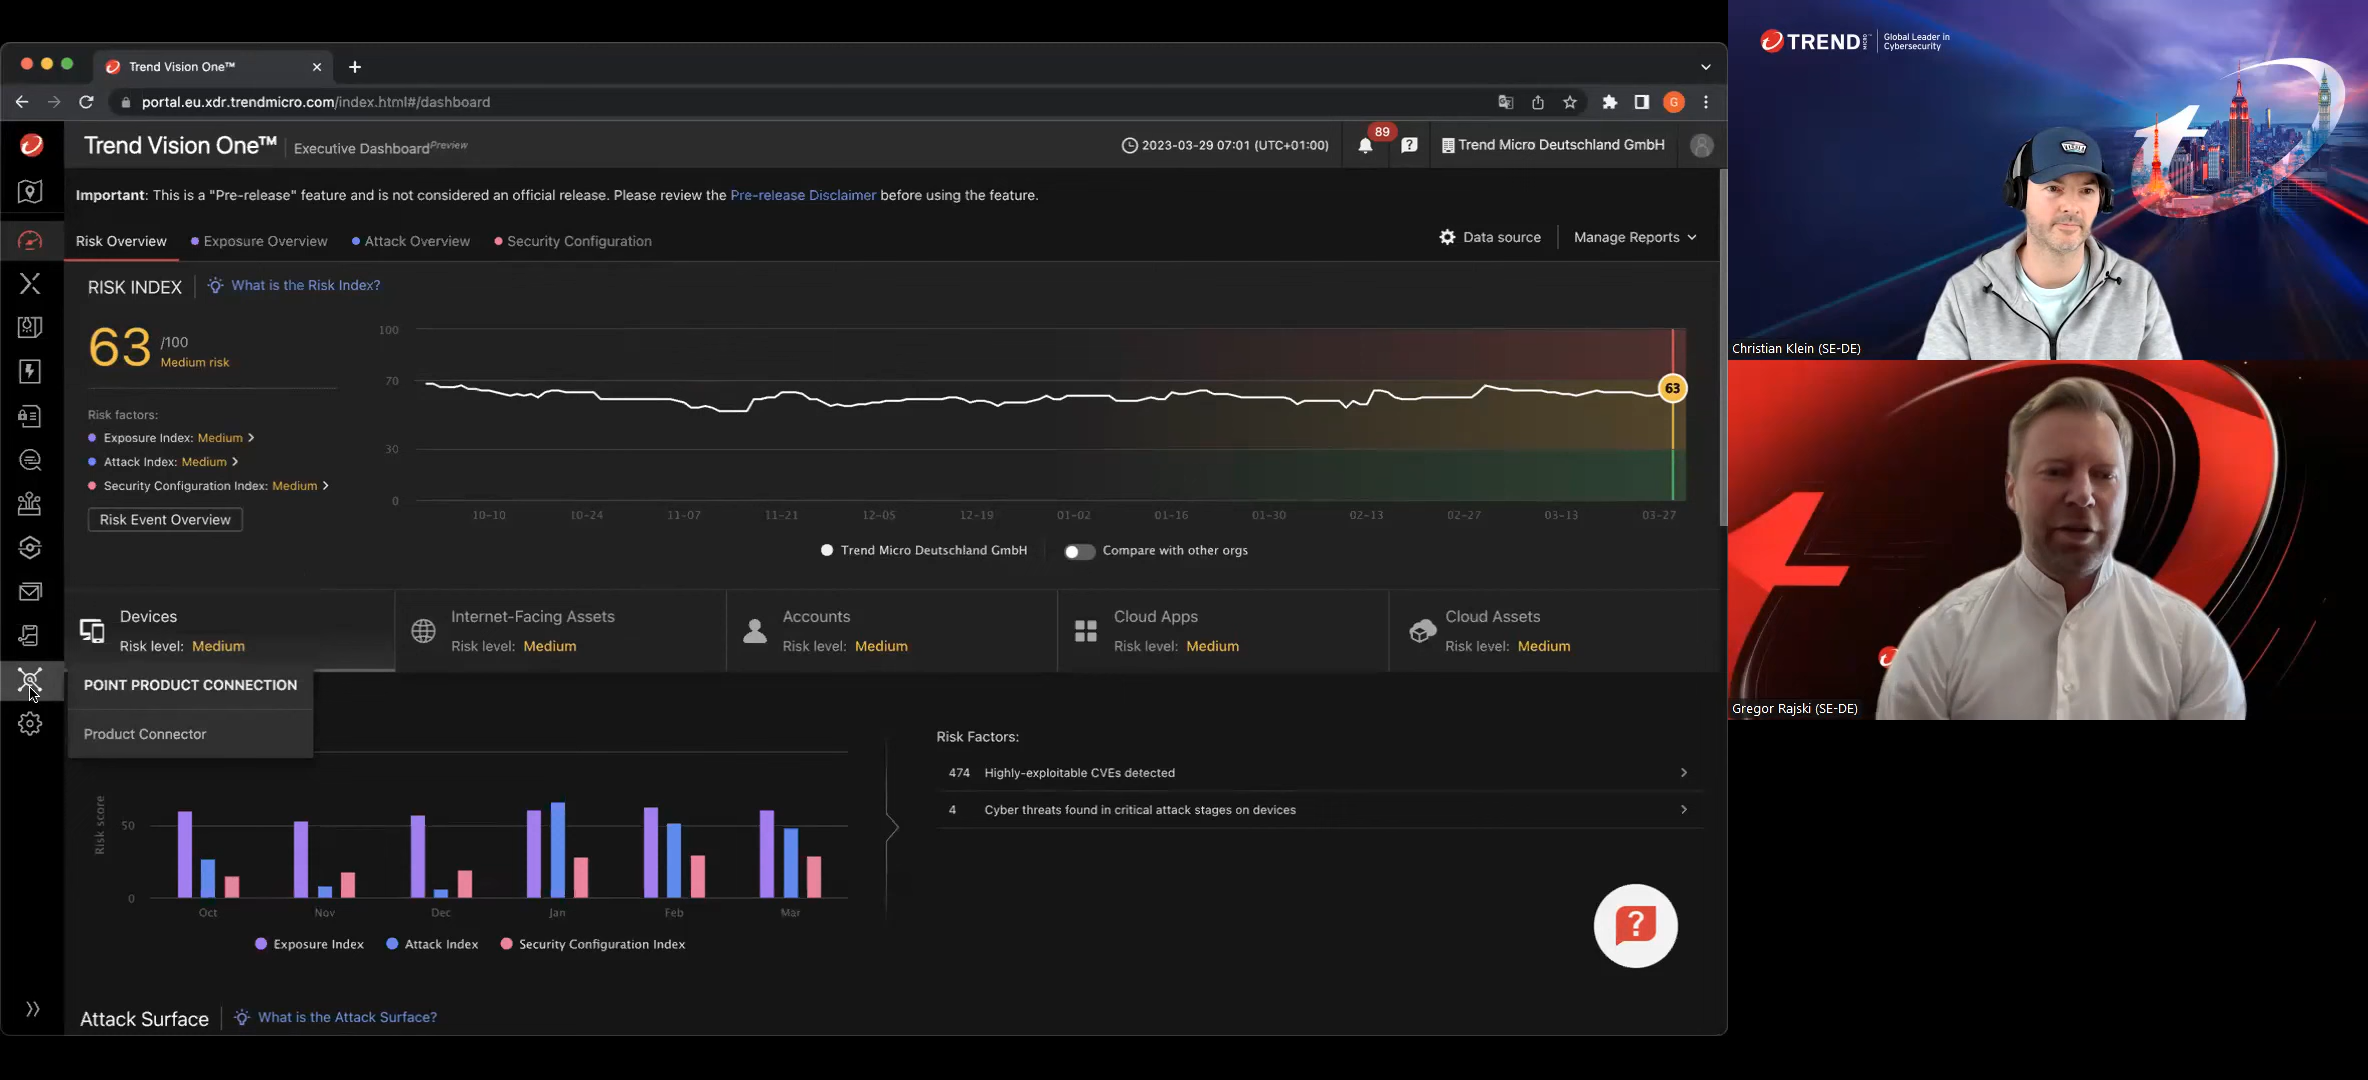 Trend Vision One™
portal.eu.xdr.trendmicro.com/index.html#/dashboard
G
Trend Vision One™ Executive Dashboard Preview
2023-03-29 07:01 (UTC+01:00)
89
Trend Micro Deutschland GmbH
Important: This is a "Pre-release" feature and is not considered an official release. Please review the Pre-release Disclaimer before using the feature.
Risk Overview Exposure Overview Attack Overview Security Configuration
Data source Manage Reports
RISK INDEX What is the Risk Index?
63 /100
Medium risk
Risk factors:
Exposure Index: Medium
Attack Index: Medium
Security Configuration Index: Medium
Risk Event Overview
100
70
30
0
63
10-10 10-24 11-07 11-21 12-05 12-19 01-02 01-16 01-30 02-13 02-27 03-13 03-27
Trend Micro Deutschland GmbH Compare with other orgs
Devices
Risk level: Medium
Internet-Facing Assets
Risk level: Medium
Accounts
Risk level: Medium
Cloud Apps
Risk level: Medium
Cloud Assets
Risk level: Medium
POINT PRODUCT CONNECTION
Product Connector
Risk score
50
0
Oct Nov Dec Jan Feb Mar
Exposure Index Attack Index Security Configuration Index
Risk Factors:
474 Highly-exploitable CVEs detected
4 Cyber threats found in critical attack stages on devices
?
Attack Surface What is the Attack Surface?
TREND MICRO Global Leader in
Cybersecurity
Christian Klein (SE-DE)
Gregor Rajski (SE-DE)